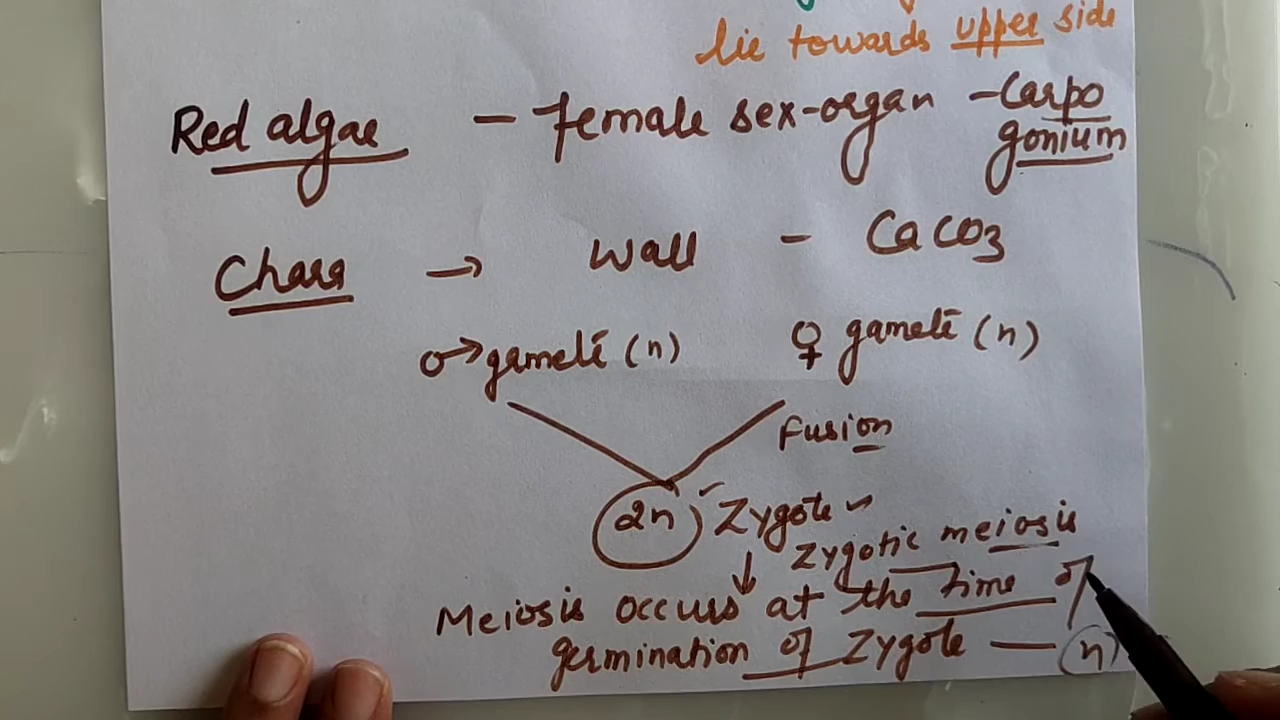 lie towards upper side
Red algae - Female sex-organ - Carpo
gonium
Chara → Wall - CaCO3
♂ gamete (n) ♀ gamete (n)
Fusion
2n Zygote
Zygotic meiosis
↓
Meiosis occurs at the time of
germination of Zygote — (n)